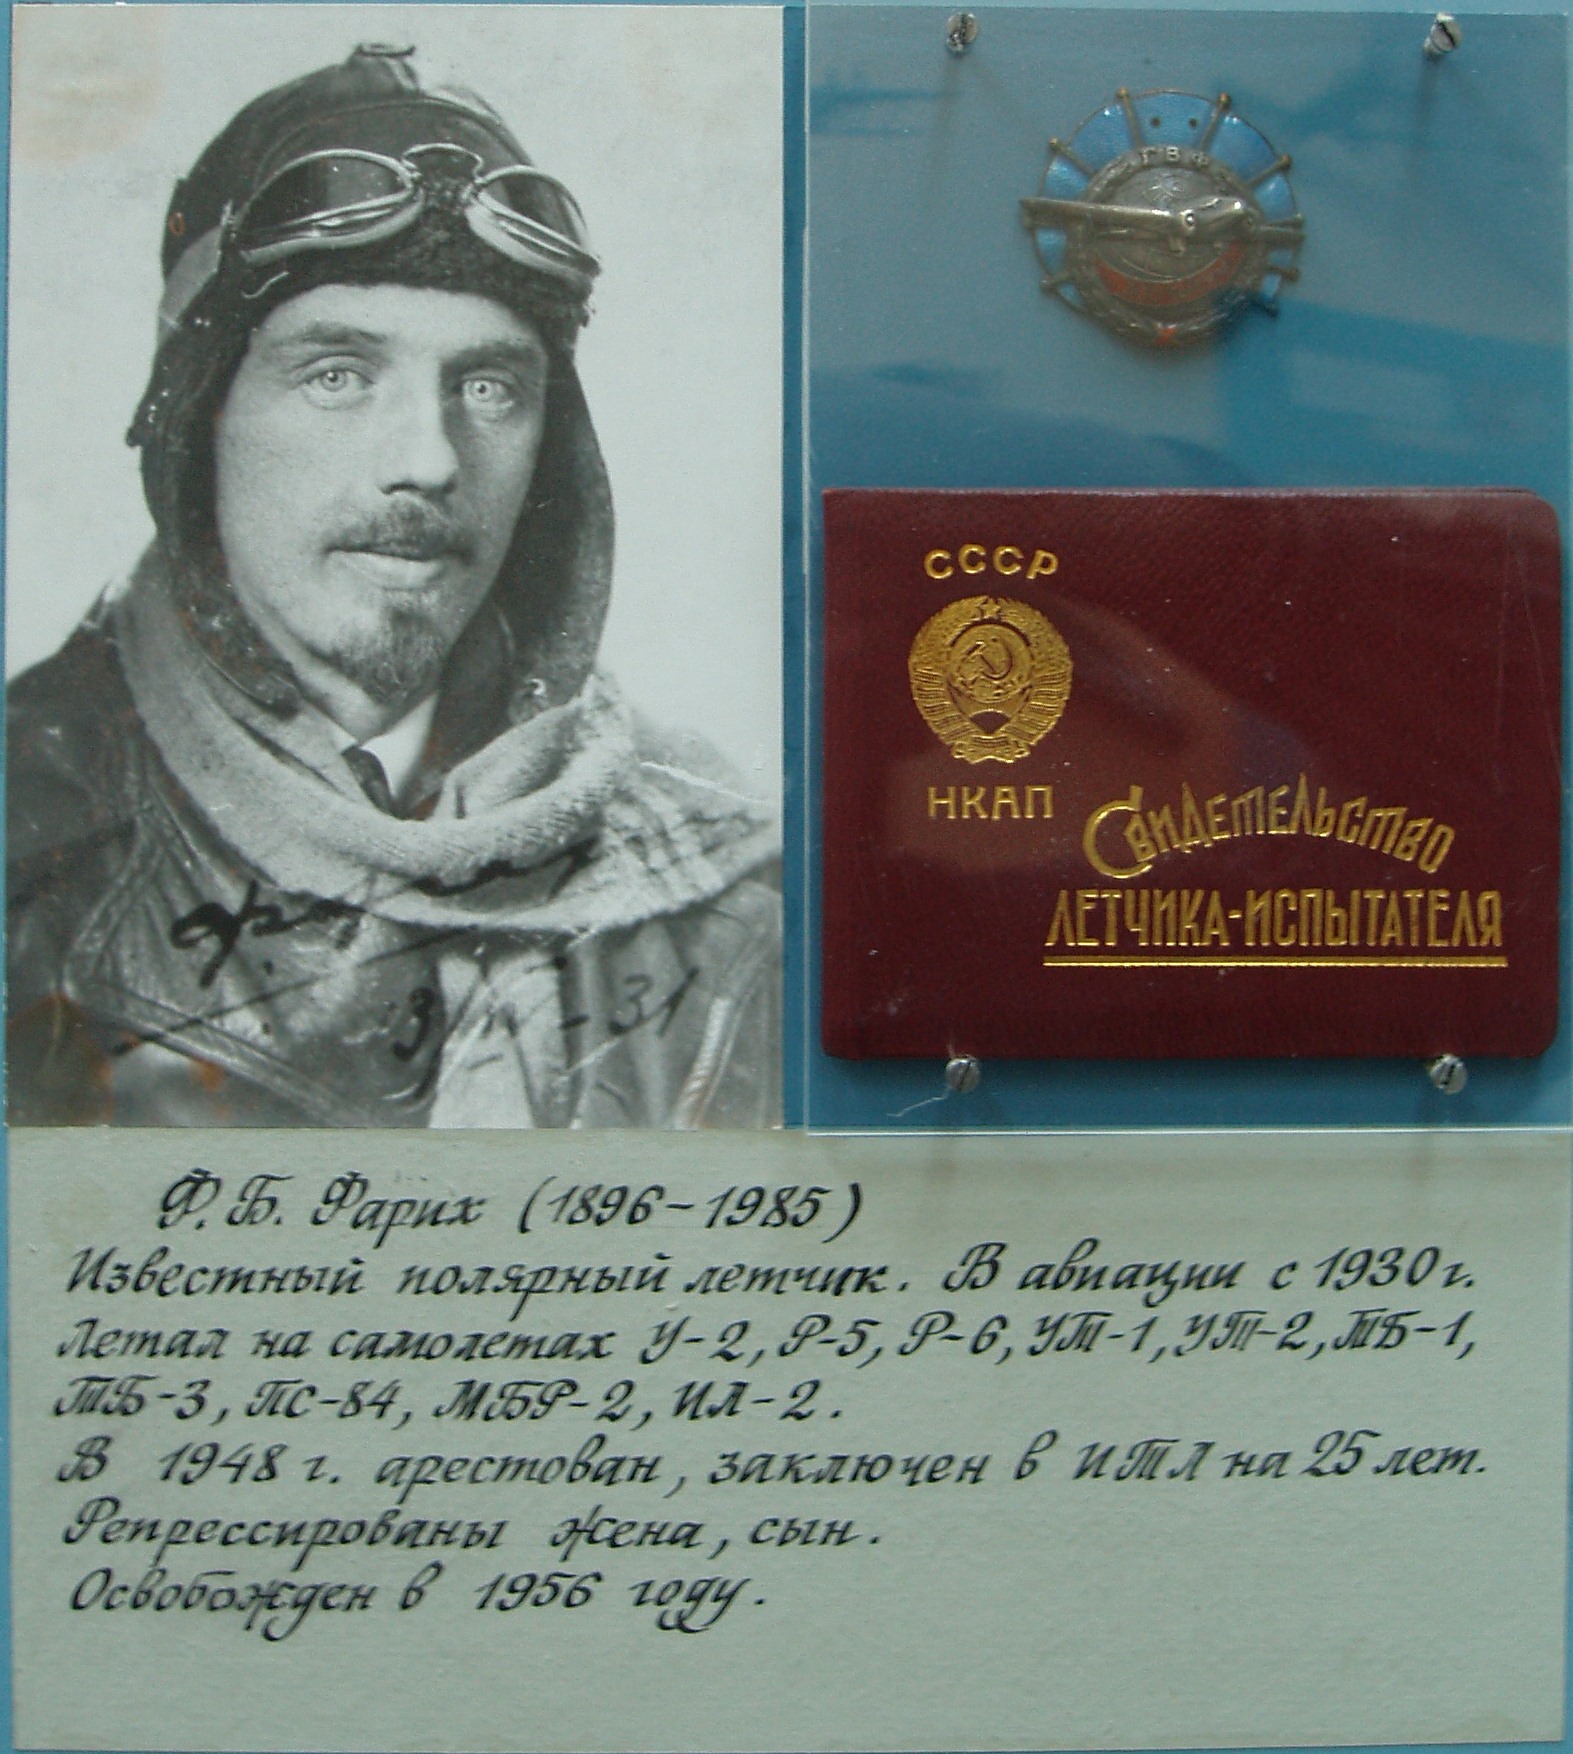 ГВФ
СССР
НКАП
Свидетельство
ЛЕТЧИКА-ИСПЫТАТЕЛЯ
31
Ф. Б. Фарих (1896-1985)
Известный полярный летчик. В авиации с 1930 г.
Летал на самолетах У-2, Р-5, Р-6, УТ-1, УТ-2, ТБ-1,
ТБ-3, ПС-84, МБР-2, ИЛ-2.
В 1948 г. арестован, заключен в ИТЛ на 25 лет.
Репрессированы жена, сын.
Освобожден в 1956 году.